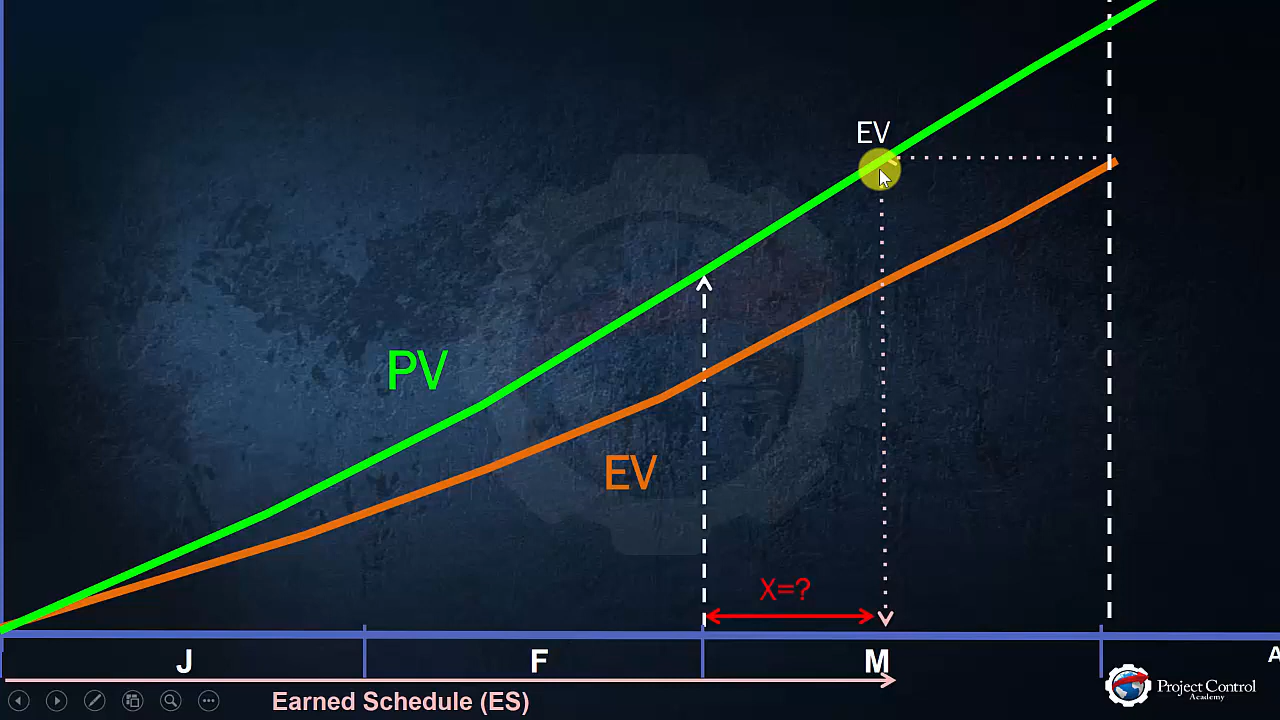 EV
PV
EV
X=?
J F M A
Earned Schedule (ES)
Project Control
Academy